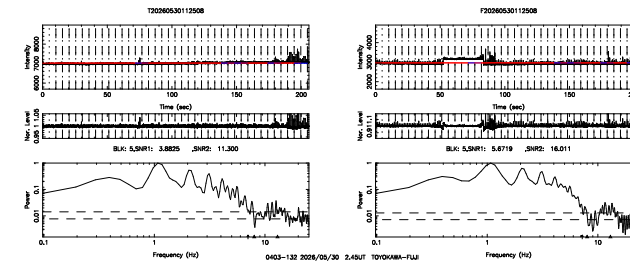 T20260530112508
F20260530112508
Intensity
6000 7000 8000
0 50 100 150 200
Time (sec)
Intensity
2000 3000 4000
0 50 100 150
Time (sec)
Nor. Level
0.95 1 1.05
Nor. Level
0.9 1 1.1
BLK: 5,SNR1: 3.8825 ,SNR2: 11.300
BLK: 5,SNR1: 5.6719 ,SNR2: 16.011
Power
0.01 0.1 1
0.1 1 10
Frequency (Hz)
Power
0.01 0.1 1
0.1 1 10
Frequency (Hz)
0403-132 2026/05/30 2.45UT TOYOKAWA-FUJI